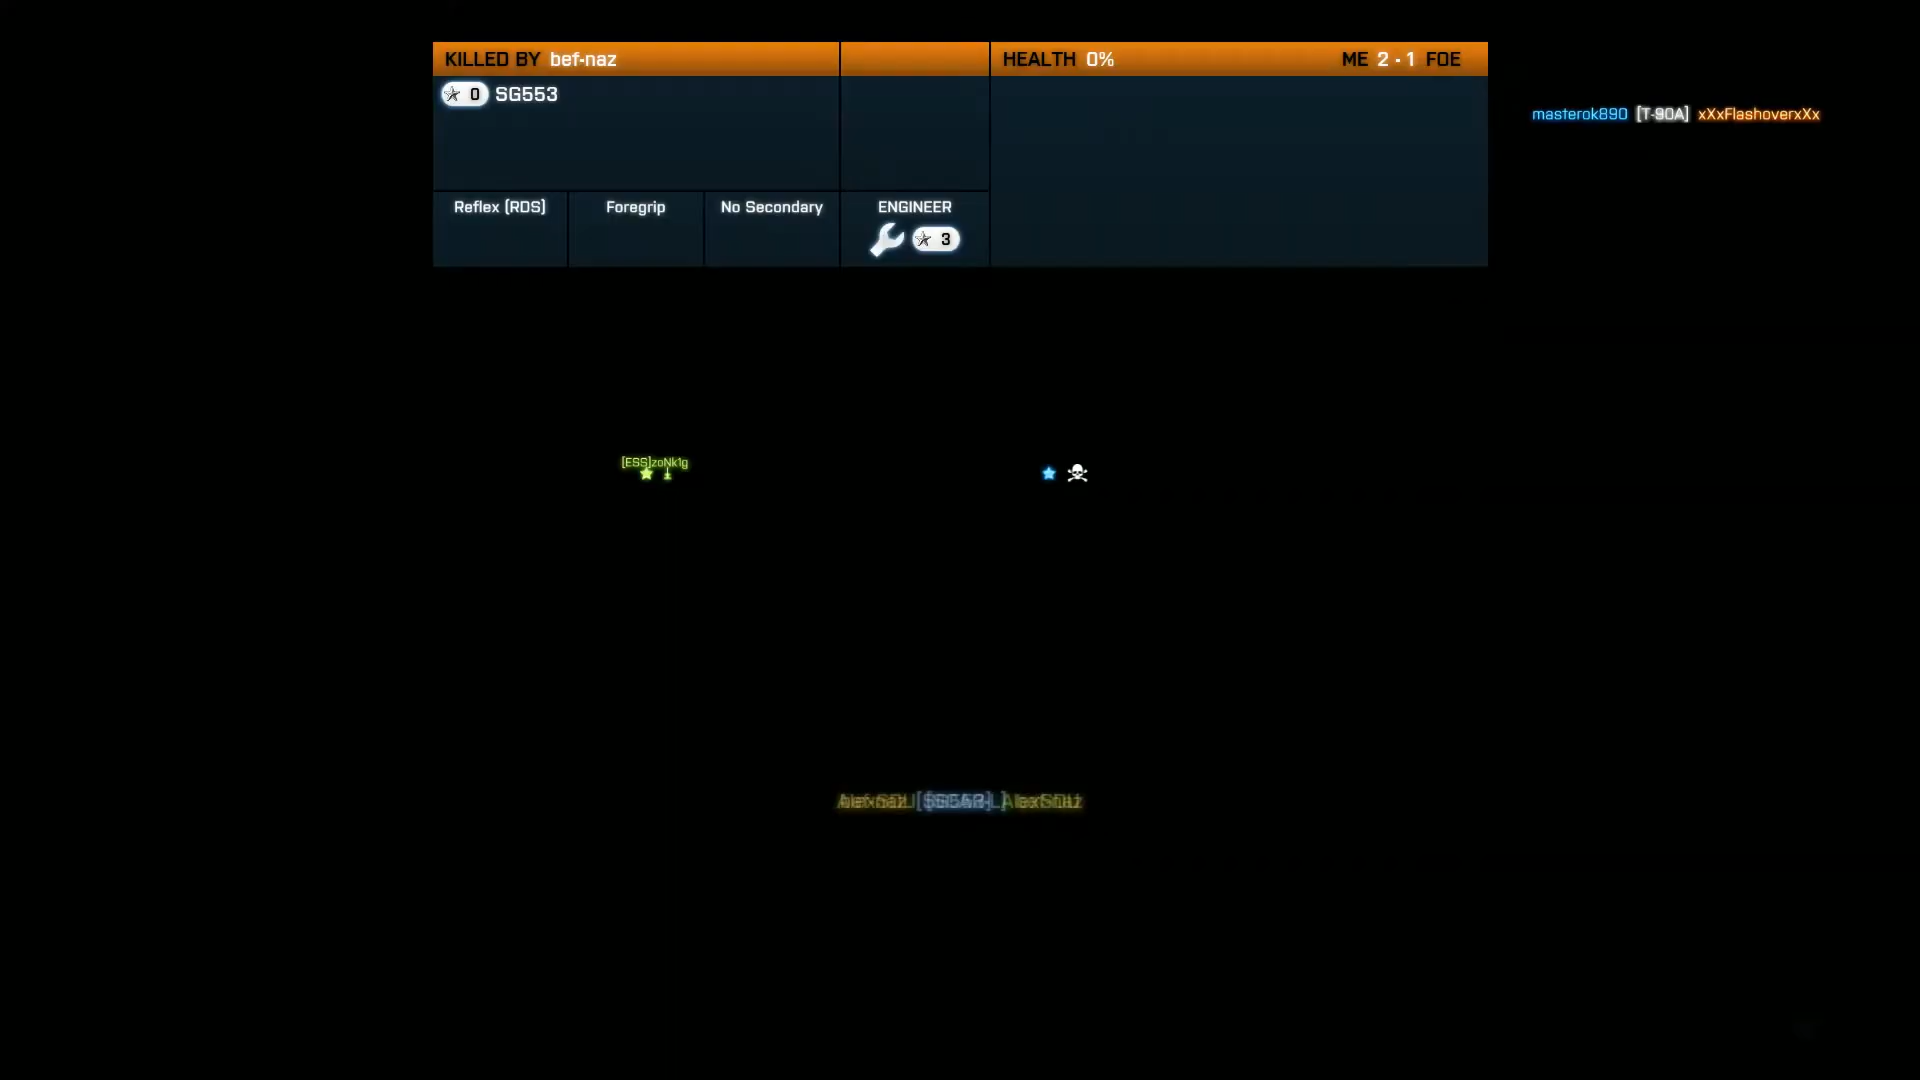 KILLED BY bef-naz
HEALTH 0%
ME 2 - 1 FOE
0 SG553
masterok890 [T-90A] xXxFlashoverxXx
Reflex (RDS)
Foregrip
No Secondary
ENGINEER
3
[ESS]zoNk1g